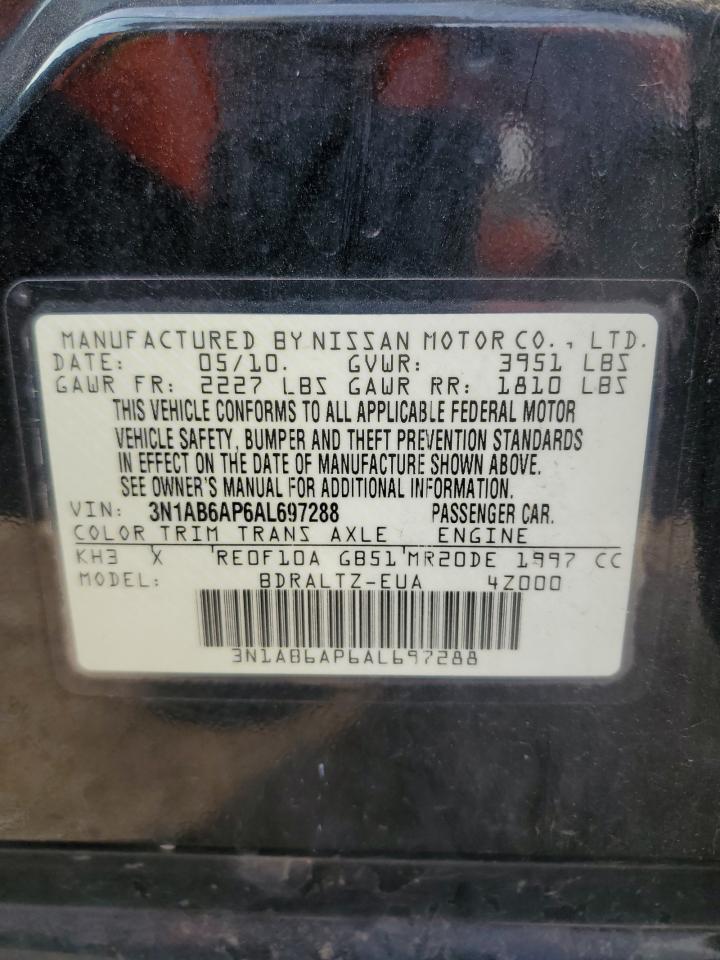 MANUFACTURED BY NISSAN MOTOR CO., LTD.
DATE: 05/10. GVWR: 3951 LBS
GAWR FR: 2227 LBS GAWR RR: 1810 LBS
THIS VEHICLE CONFORMS TO ALL APPLICABLE FEDERAL MOTOR
VEHICLE SAFETY, BUMPER AND THEFT PREVENTION STANDARDS
IN EFFECT ON THE DATE OF MANUFACTURE SHOWN ABOVE.
SEE OWNER'S MANUAL FOR ADDITIONAL INFORMATION.
VIN: 3N1AB6AP6AL697288 PASSENGER CAR.
COLOR TRIM TRANS AXLE ENGINE
KH3 X 'RE0F10A GB51'MR20DE 1997 CC
MODEL: BDRALTZ-EUA 4Z000
3N1AB6AP6AL697288